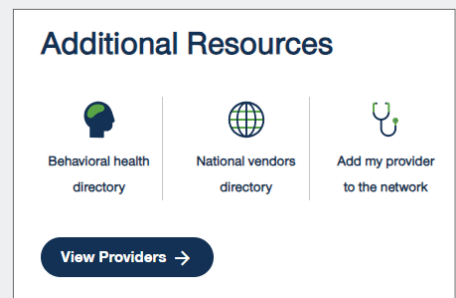 Additional Resources
Behavioral health
directory
National vendors
directory
Add my provider
to the network
View Providers →